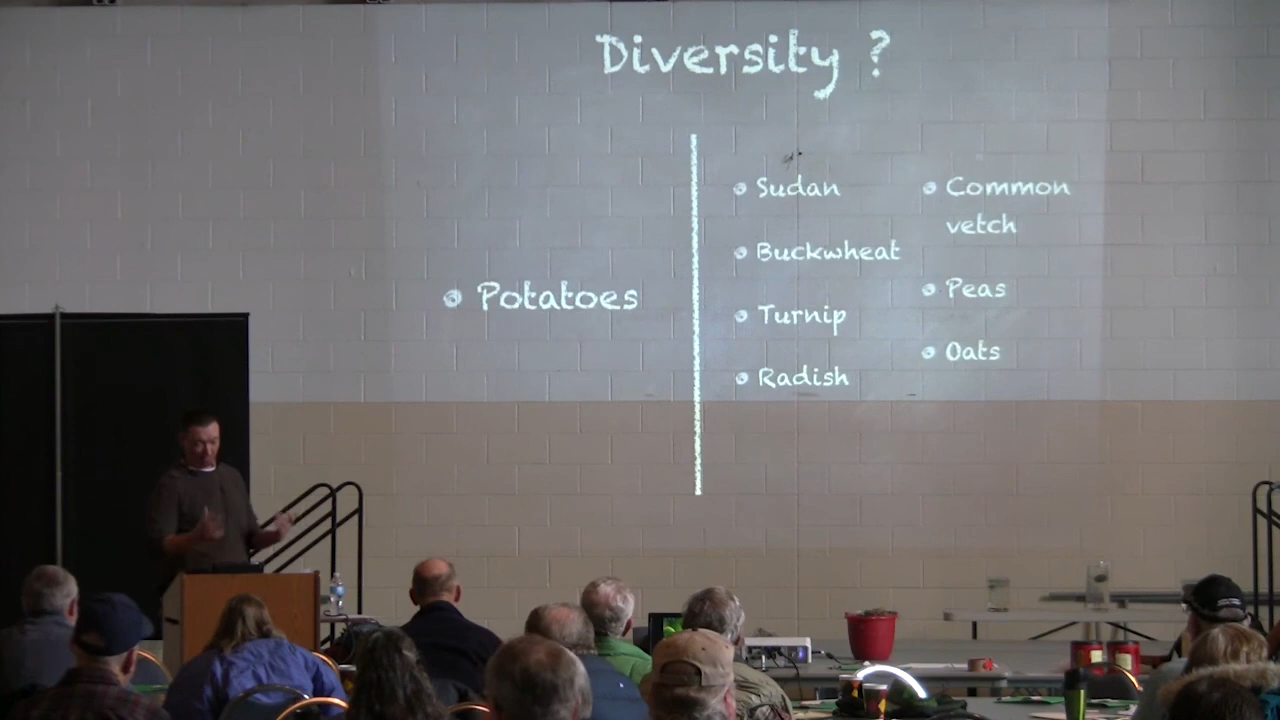 Diversity ?
Potatoes
Sudan
Buckwheat
Turnip
Radish
Common
vetch
Peas
Oats